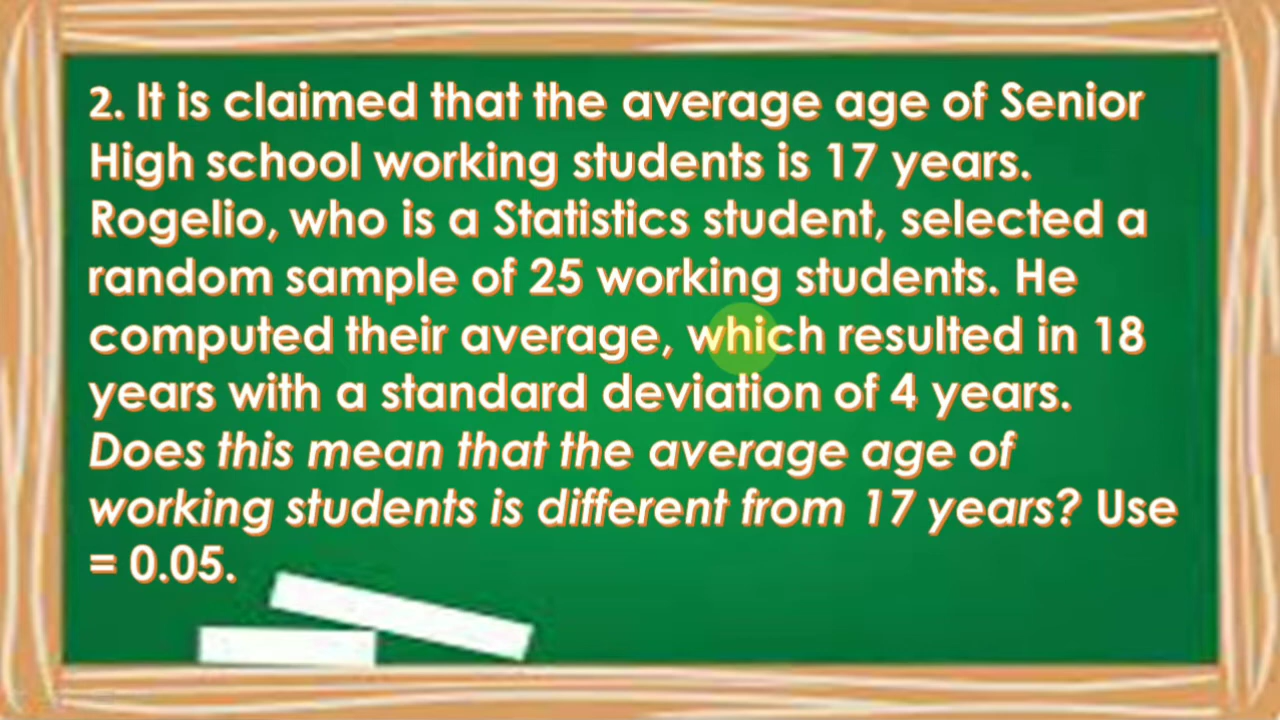 2. It is claimed that the average age of Senior
High school working students is 17 years.
Rogelio, who is a Statistics student, selected a
random sample of 25 working students. He
computed their average, which resulted in 18
years with a standard deviation of 4 years.
Does this mean that the average age of
working students is different from 17 years? Use
= 0.05.